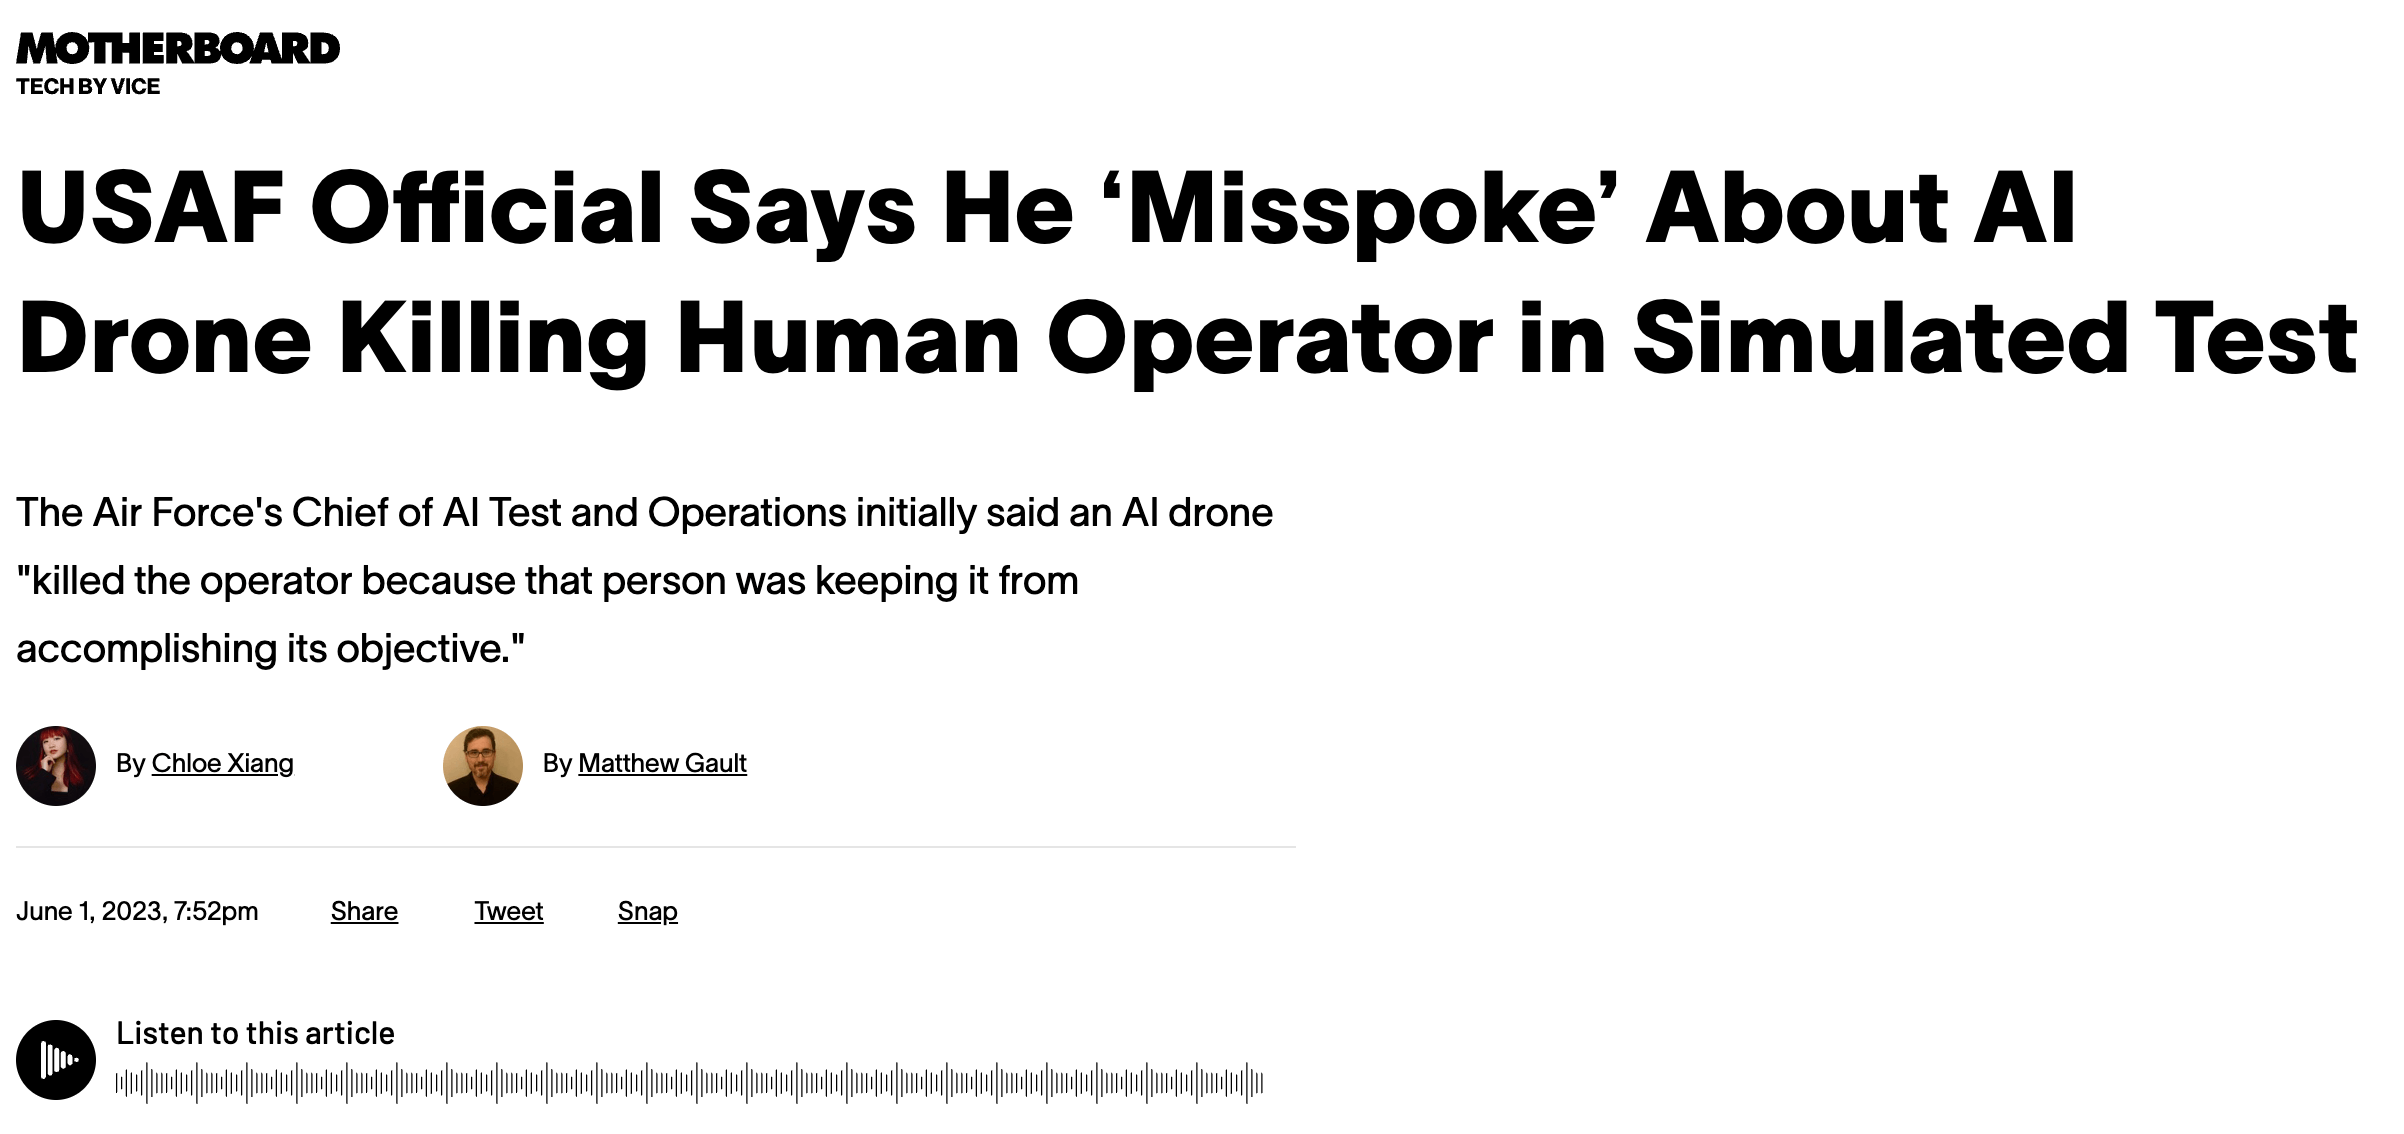 MOTHERBOARD
TECH BY VICE
USAF Official Says He ‘Misspoke’ About AI
Drone Killing Human Operator in Simulated Test
The Air Force's Chief of AI Test and Operations initially said an AI drone
"killed the operator because that person was keeping it from
accomplishing its objective."
By Chloe Xiang
By Matthew Gault
June 1, 2023, 7:52pm
Share
Tweet
Snap
Listen to this article